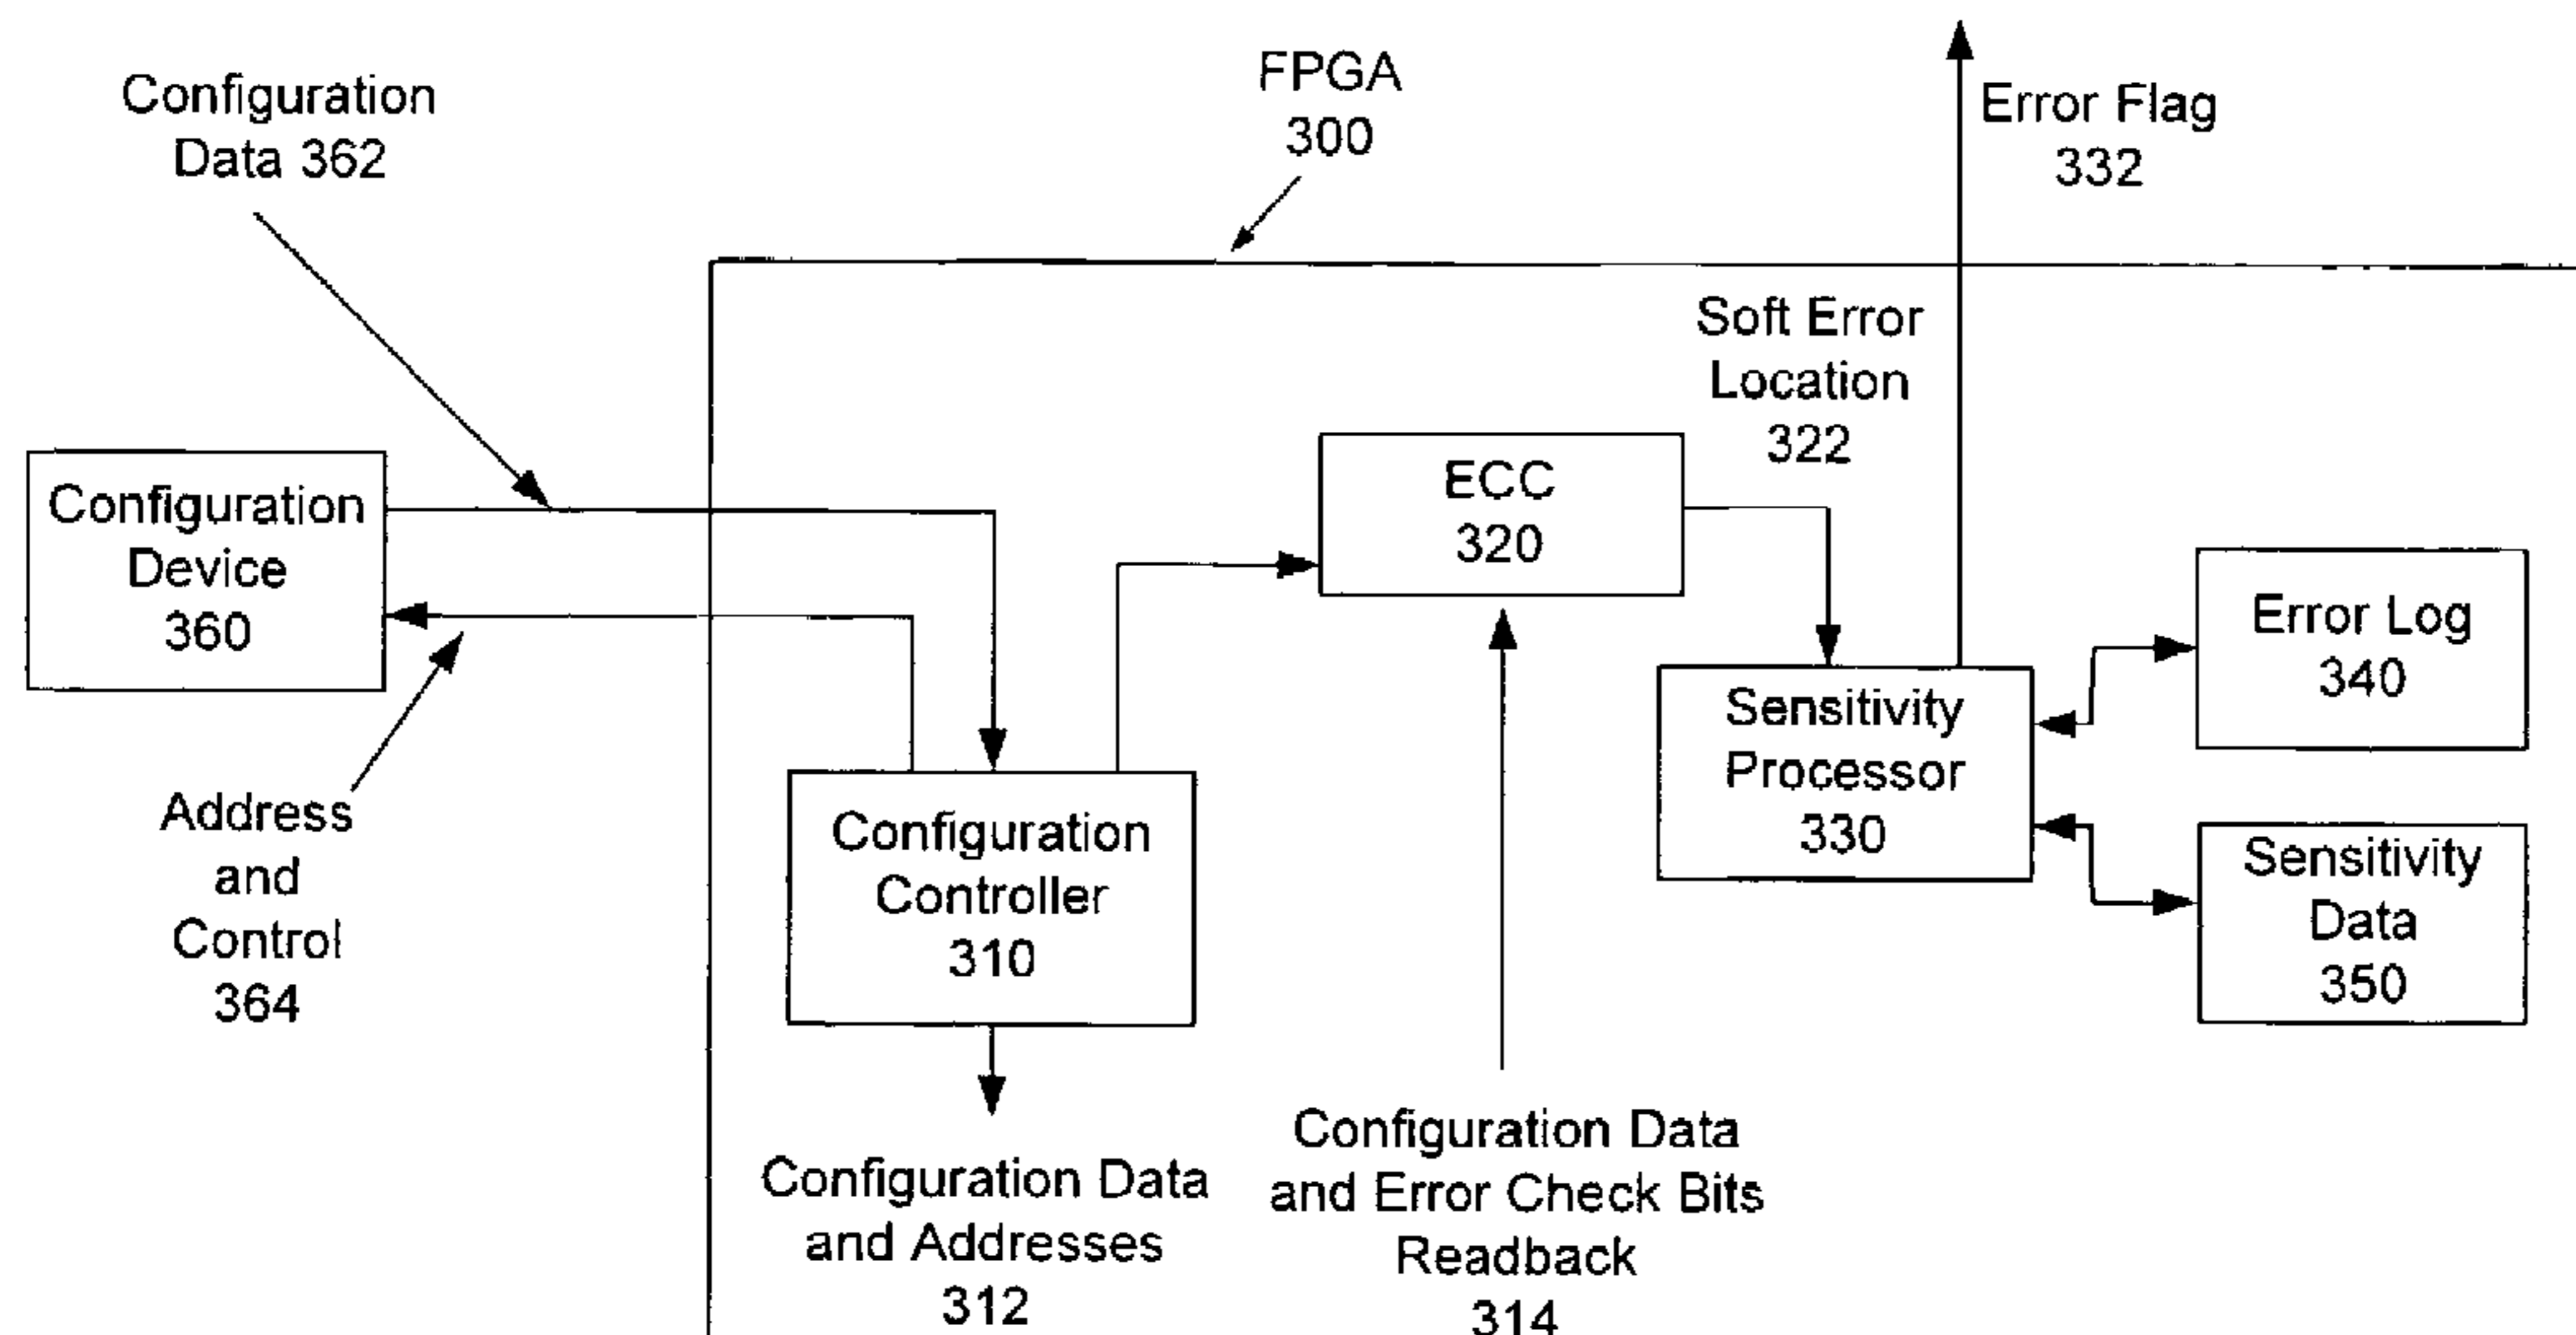 Configuration
Data 362
FPGA
300
Error Flag
332
Soft Error
Location
322
Configuration
Device
360
ECC
320
Error Log
340
Sensitivity
Processor
330
Address
and
Control
364
Configuration
Controller
310
Sensitivity
Data
350
Configuration Data
and Addresses
312
Configuration Data
and Error Check Bits
Readback
314